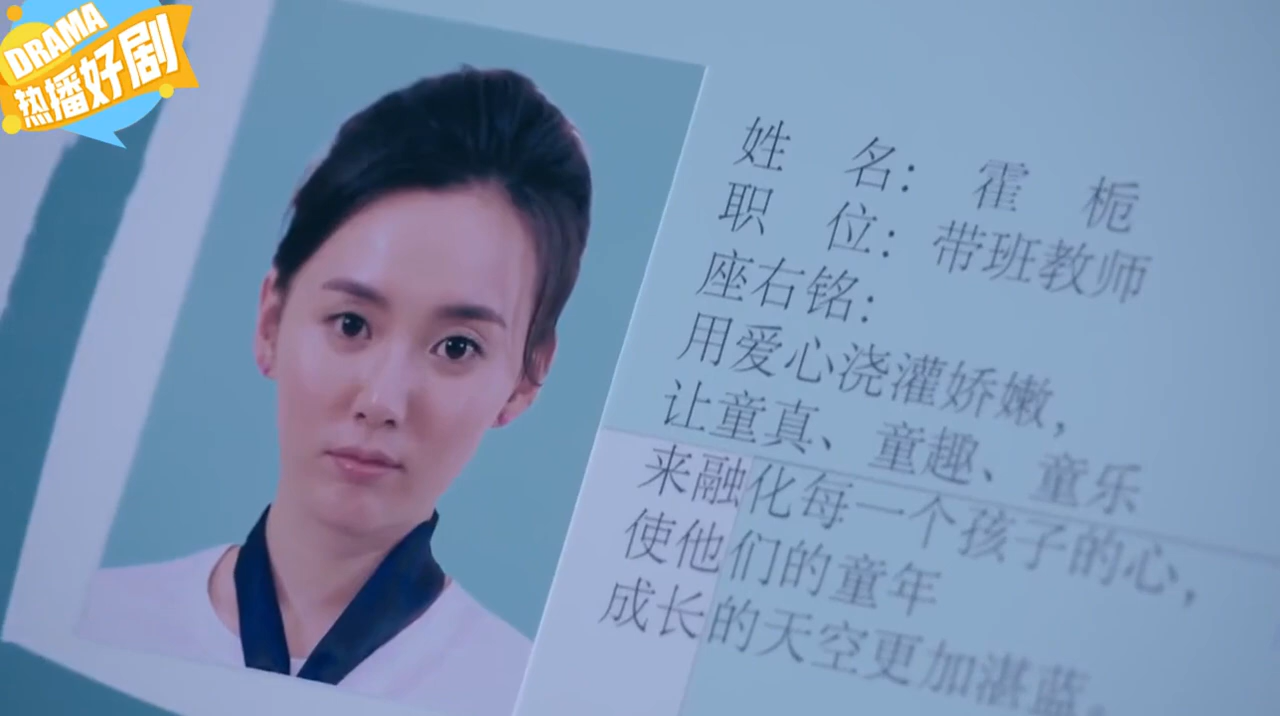 DRAMA
热播好剧
姓 名: 霍 栀
职 位: 带班教师
座右铭:
用爱心浇灌娇嫩,
让童真、童趣、童乐
来融化每一个孩子的心,
使他们的童年
成长的天空更加湛蓝。